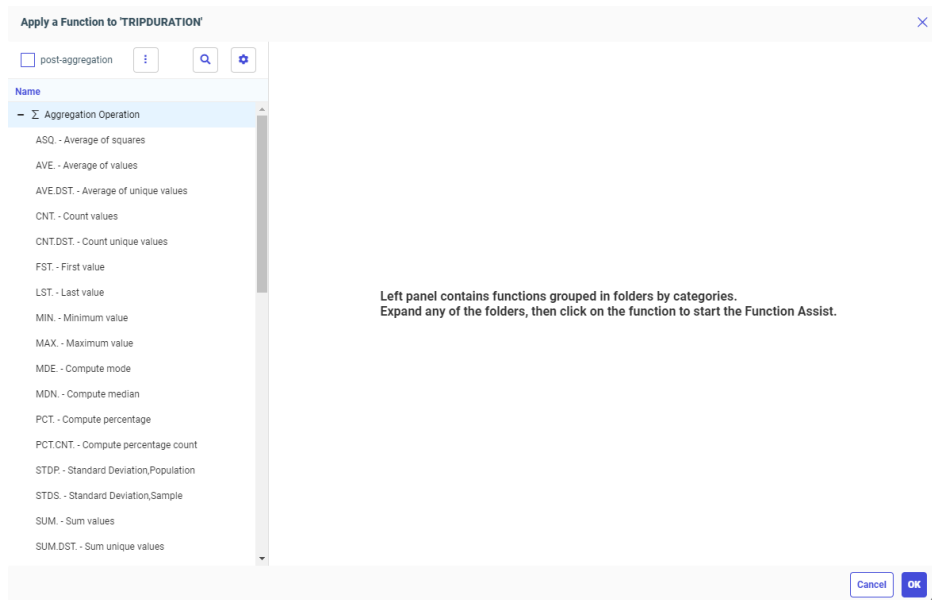 Apply a Function to 'TRIPDURATION'
post-aggregation
Name
Σ Aggregation Operation
ASQ. - Average of squares
AVE. - Average of values
AVE.DST. - Average of unique values
CNT. - Count values
CNT.DST. - Count unique values
FST. - First value
LST. - Last value
MIN. - Minimum value
MAX. - Maximum value
MDE. - Compute mode
MDN. - Compute median
PCT. - Compute percentage
PCT.CNT. - Compute percentage count
STDP. - Standard Deviation,Population
STDS. - Standard Deviation,Sample
SUM. - Sum values
SUM.DST. - Sum unique values
Left panel contains functions grouped in folders by categories.
Expand any of the folders, then click on the function to start the Function Assist.
Cancel
OK